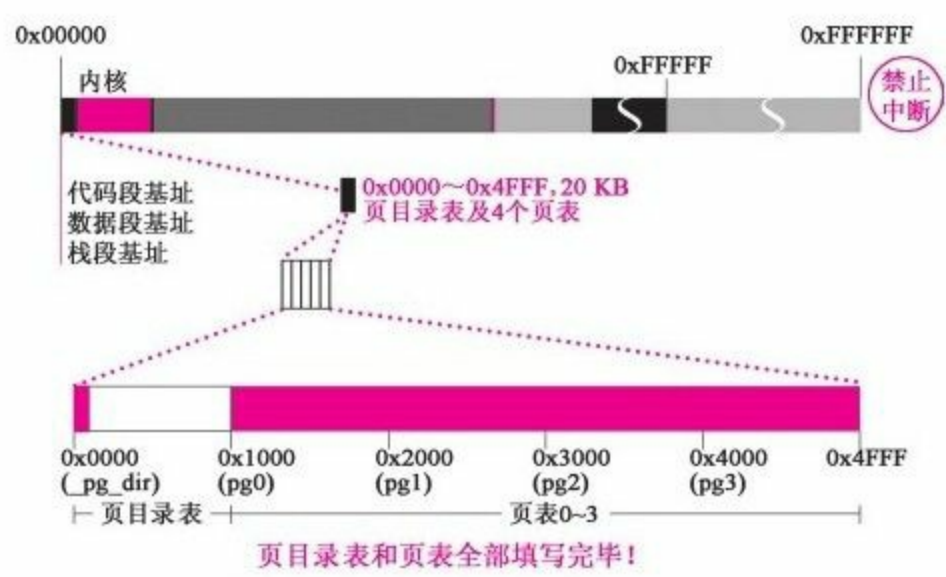 0x00000
0xFFFFFF
0xFFFFF
内核
禁止
中断
代码段基址
数据段基址
栈段基址
0x0000～0x4FFF,20 KB
页目录表及4个页表
0x0000 0x1000 0x2000 0x3000 0x4000 0x4FFF
(_pg_dir) (pg0) (pg1) (pg2) (pg3)
页目录表 页表0~3
页目录表和页表全部填写完毕！